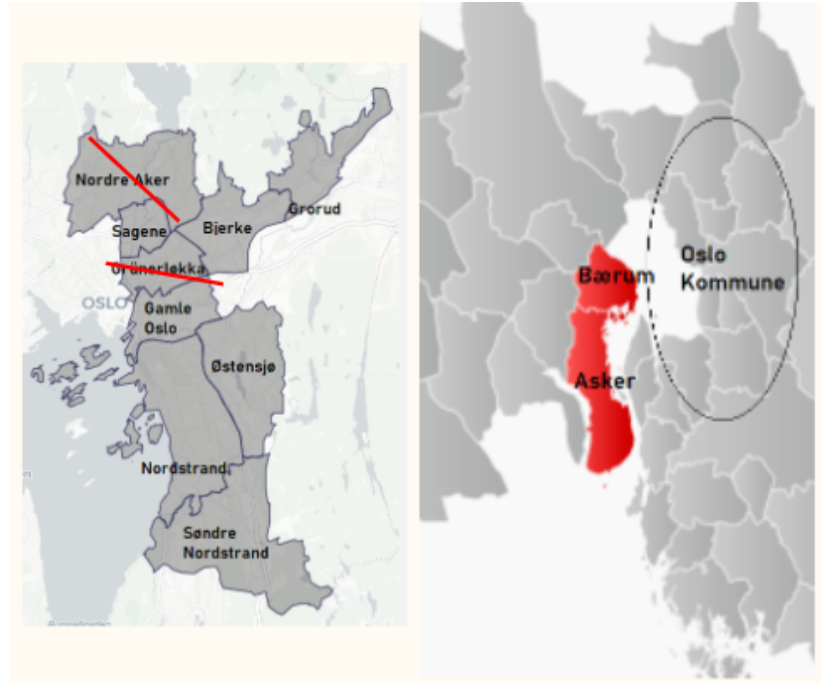 Nordre Aker
Grorud
Sagene
Bjerke
Grünerløkka
OSLO
Gamle
Oslo
Østensjø
Nordstrand
Søndre
Nordstrand
Bærum
Oslo
Kommune
Asker